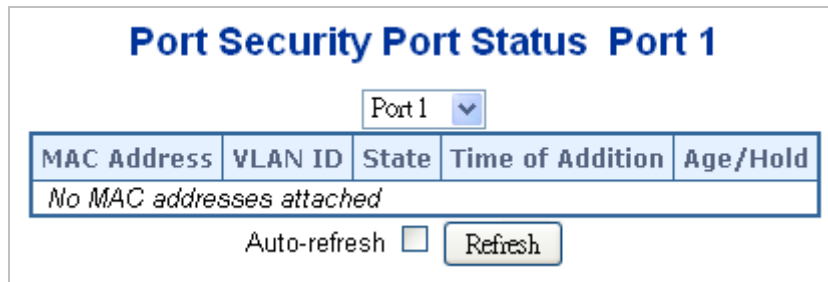 Port Security Port Status Port 1
Port 1
MAC Address VLAN ID State Time of Addition Age/Hold
No MAC addresses attached
Auto-refresh Refresh